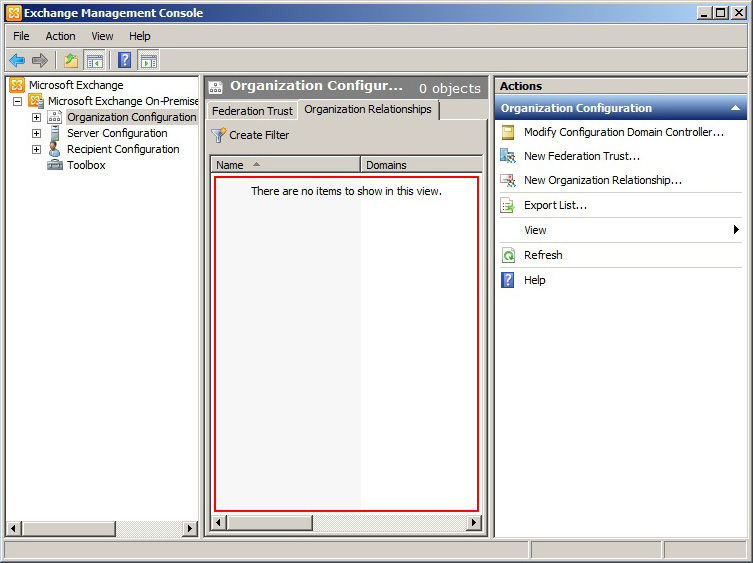 Exchange Management Console
File Action View Help
Microsoft Exchange
Microsoft Exchange On-Premise
Organization Configuration
Server Configuration
Recipient Configuration
Toolbox
Organization Configur... 0 objects
Federation Trust Organization Relationships
Create Filter
Name Domains
There are no items to show in this view.
Actions
Organization Configuration
Modify Configuration Domain Controller...
New Federation Trust...
New Organization Relationship...
Export List...
View
Refresh
Help